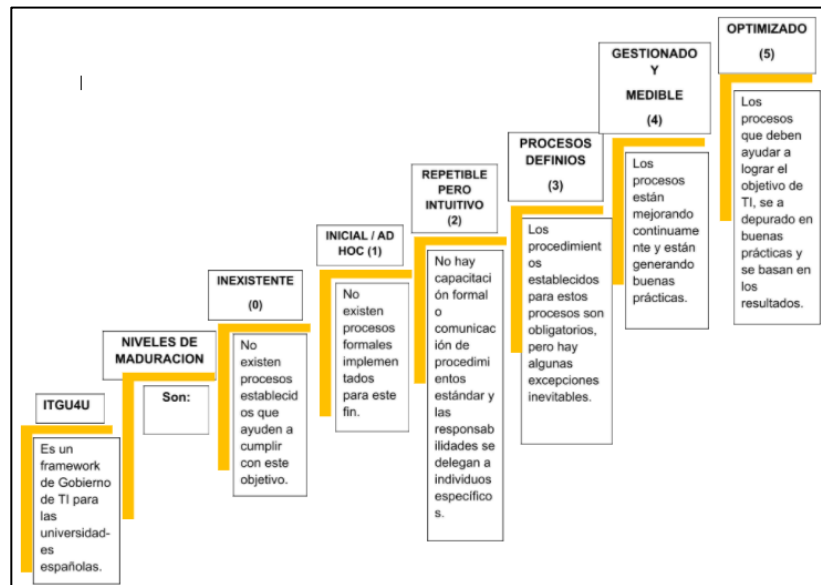 ITGU4U
Es un
framework
de Gobierno
de TI para
las
universidad-
es
españolas.
NIVELES DE
MADURACION
Son:
INEXISTENTE
(0)
No
existen
procesos
establecid
os que
ayuden a
cumplir
con este
objetivo.
INICIAL / AD
HOC (1)
No
existen
procesos
formales
implemen
tados
para este
fin.
REPETIBLE
PERO
INTUITIVO
(2)
No hay
capacitaci
ón formal
o
comunica
ción de
procedimi
entos
estándar y
las
responsab
ilidades se
delegan a
individuos
específico
s.
PROCESOS
DEFINIOS
(3)
Los
procedimient
os
establecidos
para estos
procesos son
obligatorios,
pero hay
algunas
excepciones
inevitables.
GESTIONADO
Y
MEDIBLE
(4)
Los
procesos
están
mejorando
continuame
nte y están
generando
buenas
prácticas.
OPTIMIZADO
(5)
Los
procesos
que deben
ayudar a
lograr el
objetivo de
TI, se a
depurado en
buenas
prácticas y
se basan en
los
resultados.